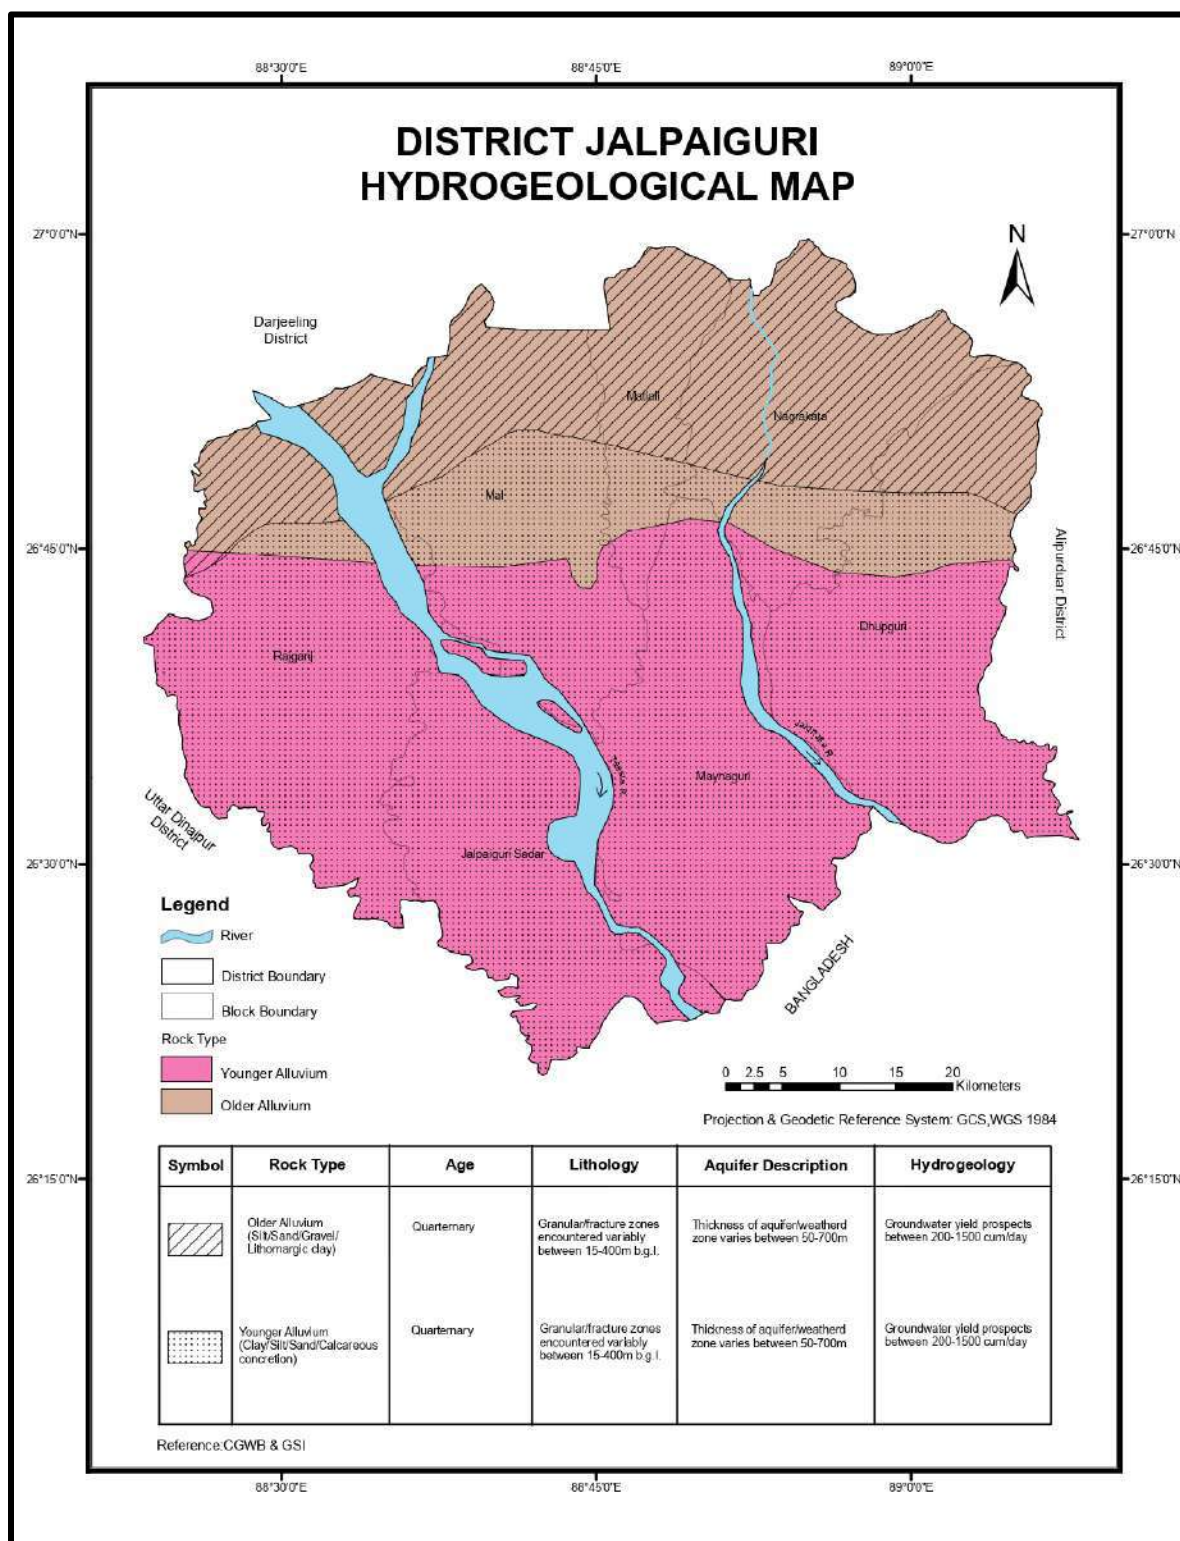 88°30'0"E 88°45'0"E 89°0'0"E
DISTRICT JALPAIGURI
HYDROGEOLOGICAL MAP
27°0'0"N 27°0'0"N
N
Darjeeling
District
Matiali
Nagrakata
Mal
26°45'0"N 26°45'0"N
Alipurduar District
Dhupguri
Rajganj
Jaldhaka R.
Teesta R.
Maynaguri
Uttar Dinajpur
District
Jalpaiguri Sadar
26°30'0"N 26°30'0"N
BANGLADESH
Legend
River
District Boundary
Block Boundary
Rock Type
Younger Alluvium
Older Alluvium
0 2.5 5 10 15 20
Kilometers
Projection & Geodetic Reference System: GCS,WGS 1984
26°15'0"N 26°15'0"N
Symbol Rock Type Age Lithology Aquifer Description Hydrogeology
Older Alluvium Quarternary Granular/fracture zones Thickness of aquifer/weatherd Groundwater yield prospects
(Silt/Sand/Gravel/ encountered variably zone varies between 50-700m between 200-1500 cum/day
Lithomargic clay) between 15-400m b.g.l.
Younger Alluvium Quarternary Granular/fracture zones Thickness of aquifer/weatherd Groundwater yield prospects
(Clay/Silt/Sand/Calcareous encountered variably zone varies between 50-700m between 200-1500 cum/day
concretion) between 15-400m b.g.l.
Reference:CGWB & GSI
88°30'0"E 88°45'0"E 89°0'0"E